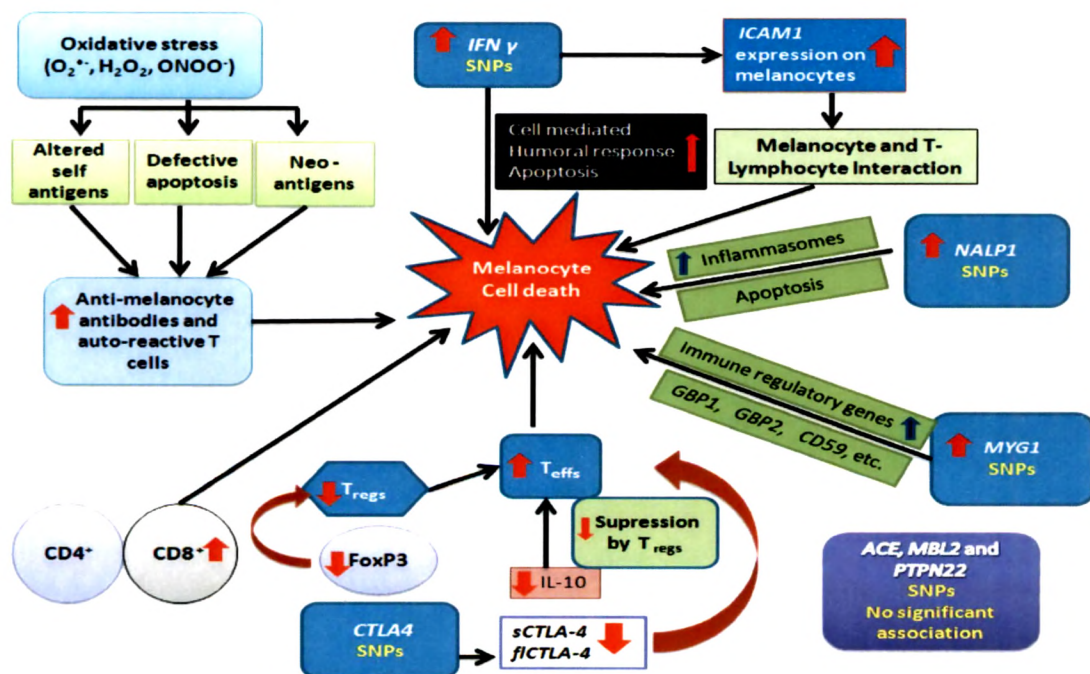 Oxidative stress
(O₂•-, H₂O₂, ONOO-)
Altered
self
antigens
Defective
apoptosis
Neo -
antigens
Anti-melanocyte
antibodies and
auto-reactive T
cells
IFN γ
SNPs
ICAM1
expression on
melanocytes
Cell mediated
Humoral response
Apoptosis
Melanocyte and T-
Lymphocyte Interaction
Melanocyte
Cell death
Inflammasomes
Apoptosis
NALP1
SNPs
Immune regulatory genes
GBP1, GBP2, CD59, etc.
MYG1
SNPs
Tregs
Teffs
CD4+
CD8+
FoxP3
Supression
by T regs
IL-10
CTLA4
SNPs
sCTLA-4
flCTLA-4
ACE, MBL2 and
PTPN22
SNPs
No significant
association